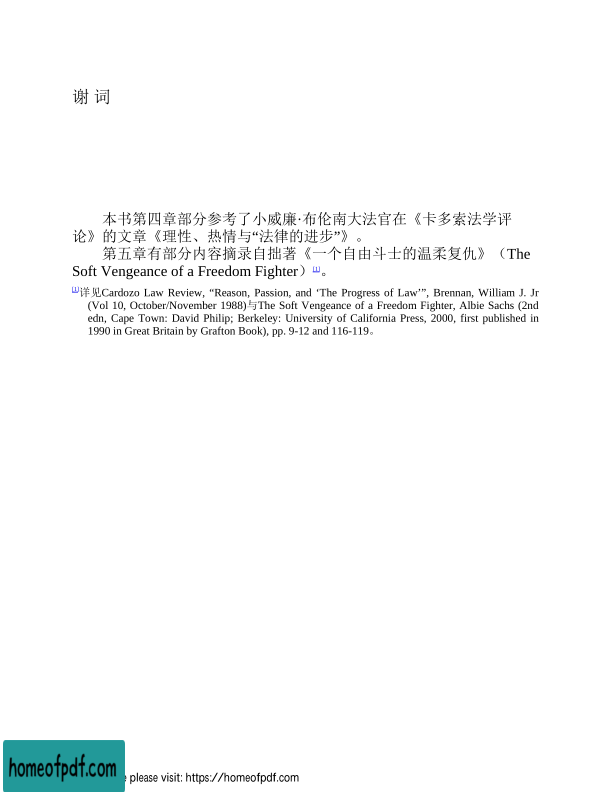 谢 词
本书第四章部分参考了小威廉·布伦南大法官在《卡多索法学评
论》的文章《理性、热情与“法律的进步”》。
第五章有部分内容摘录自拙著《一个自由斗士的温柔复仇》（The
Soft Vengeance of a Freedom Fighter）[1]。
[1]详见Cardozo Law Review, “Reason, Passion, and ‘The Progress of Law’”, Brennan, William J. Jr
(Vol 10, October/November 1988)与The Soft Vengeance of a Freedom Fighter, Albie Sachs (2nd
edn, Cape Town: David Philip; Berkeley: University of California Press, 2000, first published in
1990 in Great Britain by Grafton Book), pp. 9-12 and 116-119。
homeofpdf.com
please visit: https://homeofpdf.com